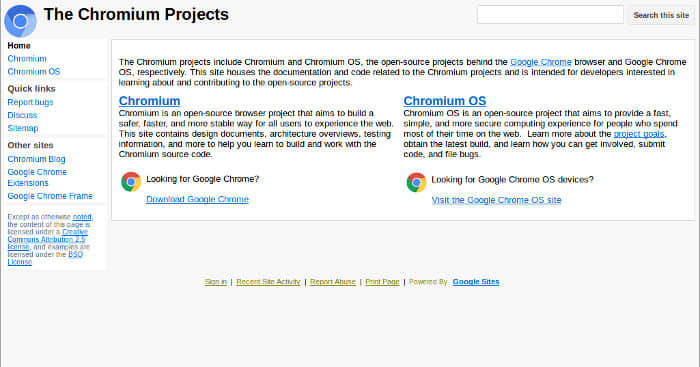 The Chromium Projects
Search this site
Home
Chromium
Chromium OS
Quick links
Report bugs
Discuss
Sitemap
Other sites
Chromium Blog
Google Chrome
Extensions
Google Chrome Frame
Except as otherwise noted,
the content of this page is
licensed under a Creative
Commons Attribution 2.5
license, and examples are
licensed under the BSD
License.
The Chromium projects include Chromium and Chromium OS, the open-source projects behind the Google Chrome browser and Google Chrome
OS, respectively. This site houses the documentation and code related to the Chromium projects and is intended for developers interested in
learning about and contributing to the open-source projects.
Chromium
Chromium is an open-source browser project that aims to build a
safer, faster, and more stable way for all users to experience the web.
This site contains design documents, architecture overviews, testing
information, and more to help you learn to build and work with the
Chromium source code.
Looking for Google Chrome?
Download Google Chrome
Chromium OS
Chromium OS is an open-source project that aims to provide a fast,
simple, and more secure computing experience for people who spend
most of their time on the web. Learn more about the project goals,
obtain the latest build, and learn how you can get involved, submit
code, and file bugs.
Looking for Google Chrome OS devices?
Visit the Google Chrome OS site
Sign in | Recent Site Activity | Report Abuse | Print Page | Powered By Google Sites